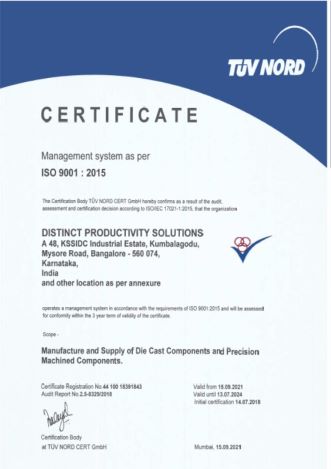 TÜV NORD
CERTIFICATE
Management system as per
ISO 9001 : 2015
The Certification Body TÜV NORD CERT GmbH hereby confirms as a result of the audit,
assessment and certification decision according to ISO/IEC 17021-1:2015, that the organization
DISTINCT PRODUCTIVITY SOLUTIONS
A 48, KSSIDC Industrial Estate, Kumbalagodu,
Mysore Road, Bangalore - 560 074,
Karnataka,
India
and other location as per annexure
operates a management system in accordance with the requirements of ISO 9001:2015 and will be assessed
for conformity within the 3 year term of validity of the certificate.
Scope -
Manufacture and Supply of Die Cast Components and Precision
Machined Components.
Certificate Registration No.44 100 18391843
Audit Report No.2.5-8329/2018
Valid from 15.09.2021
Valid until 13.07.2024
Initial certification 14.07.2018
Certification Body
at TÜV NORD CERT GmbH
Mumbai, 15.09.2021